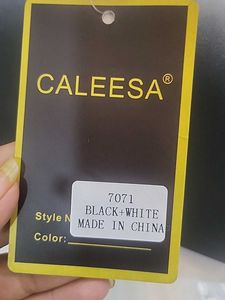 CALEESA®
7071
BLACK+WHITE
MADE IN CHINA
Style N
Color: